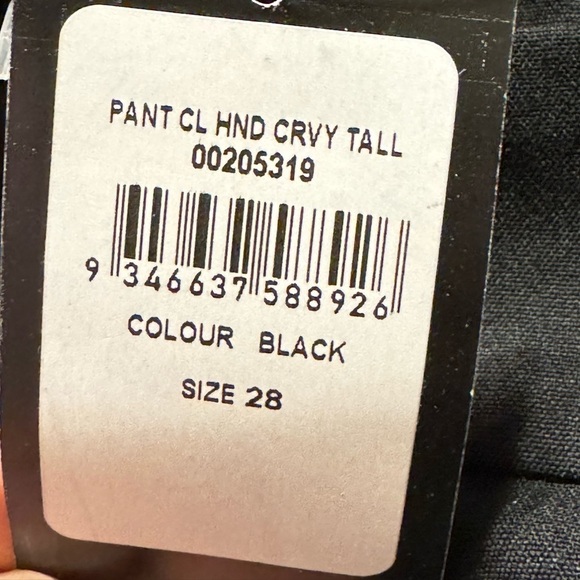 PANT CL HND CRVY TALL
00205319
9 346637 588926
COLOUR BLACK
SIZE 28